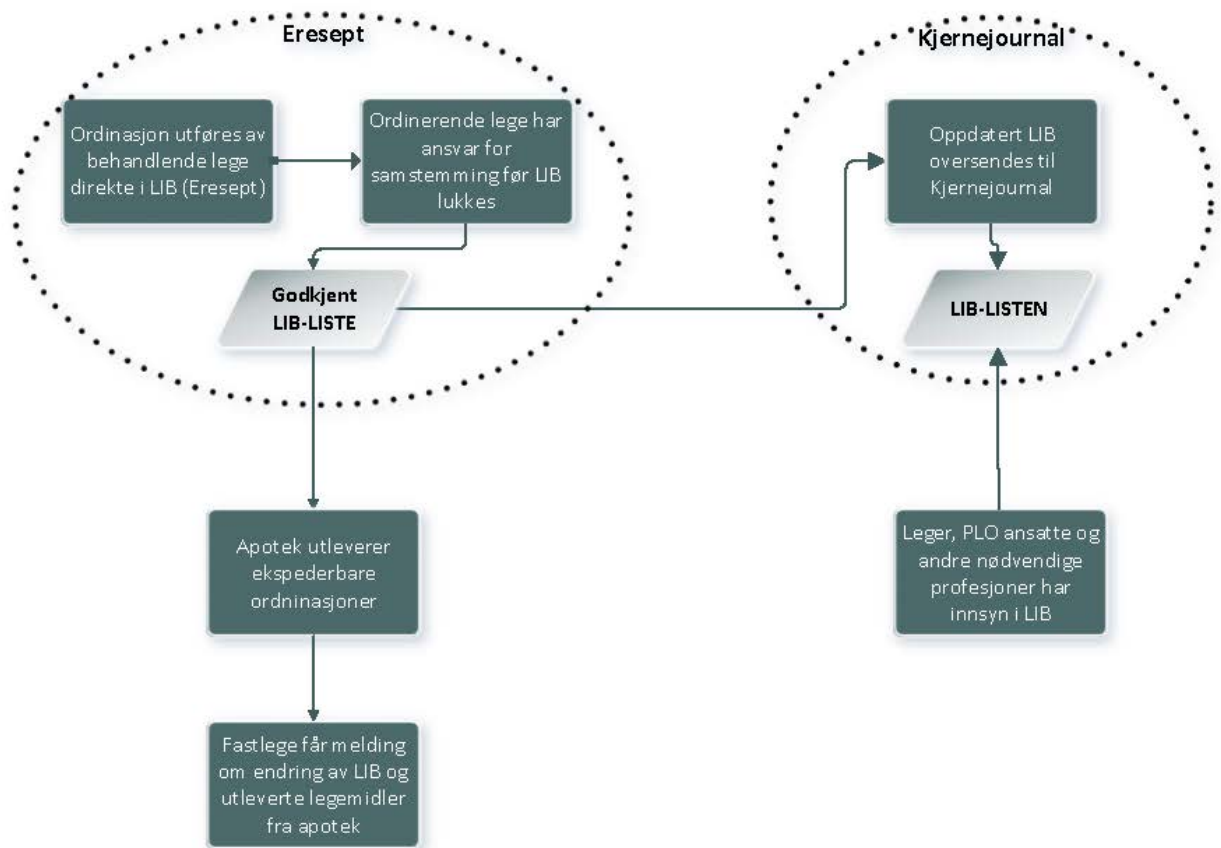 Eresept
Ordinasjon utføres av
behandlende lege
direkte i LIB (Eresept)
Ordinerende lege har
ansvar for
samstemming før LIB
lukkes
Godkjent
LIB-LISTE
Apotek utleverer
ekspederbare
ordninasjoner
Fastlege får melding
om endring av LIB og
utleverte legemidler
fra apotek
Kjernejournal
Oppdatert LIB
oversendes til
Kjernejournal
LIB-LISTEN
Leger, PLO ansatte og
andre nødvendige
profesjoner har
innsyn i LIB